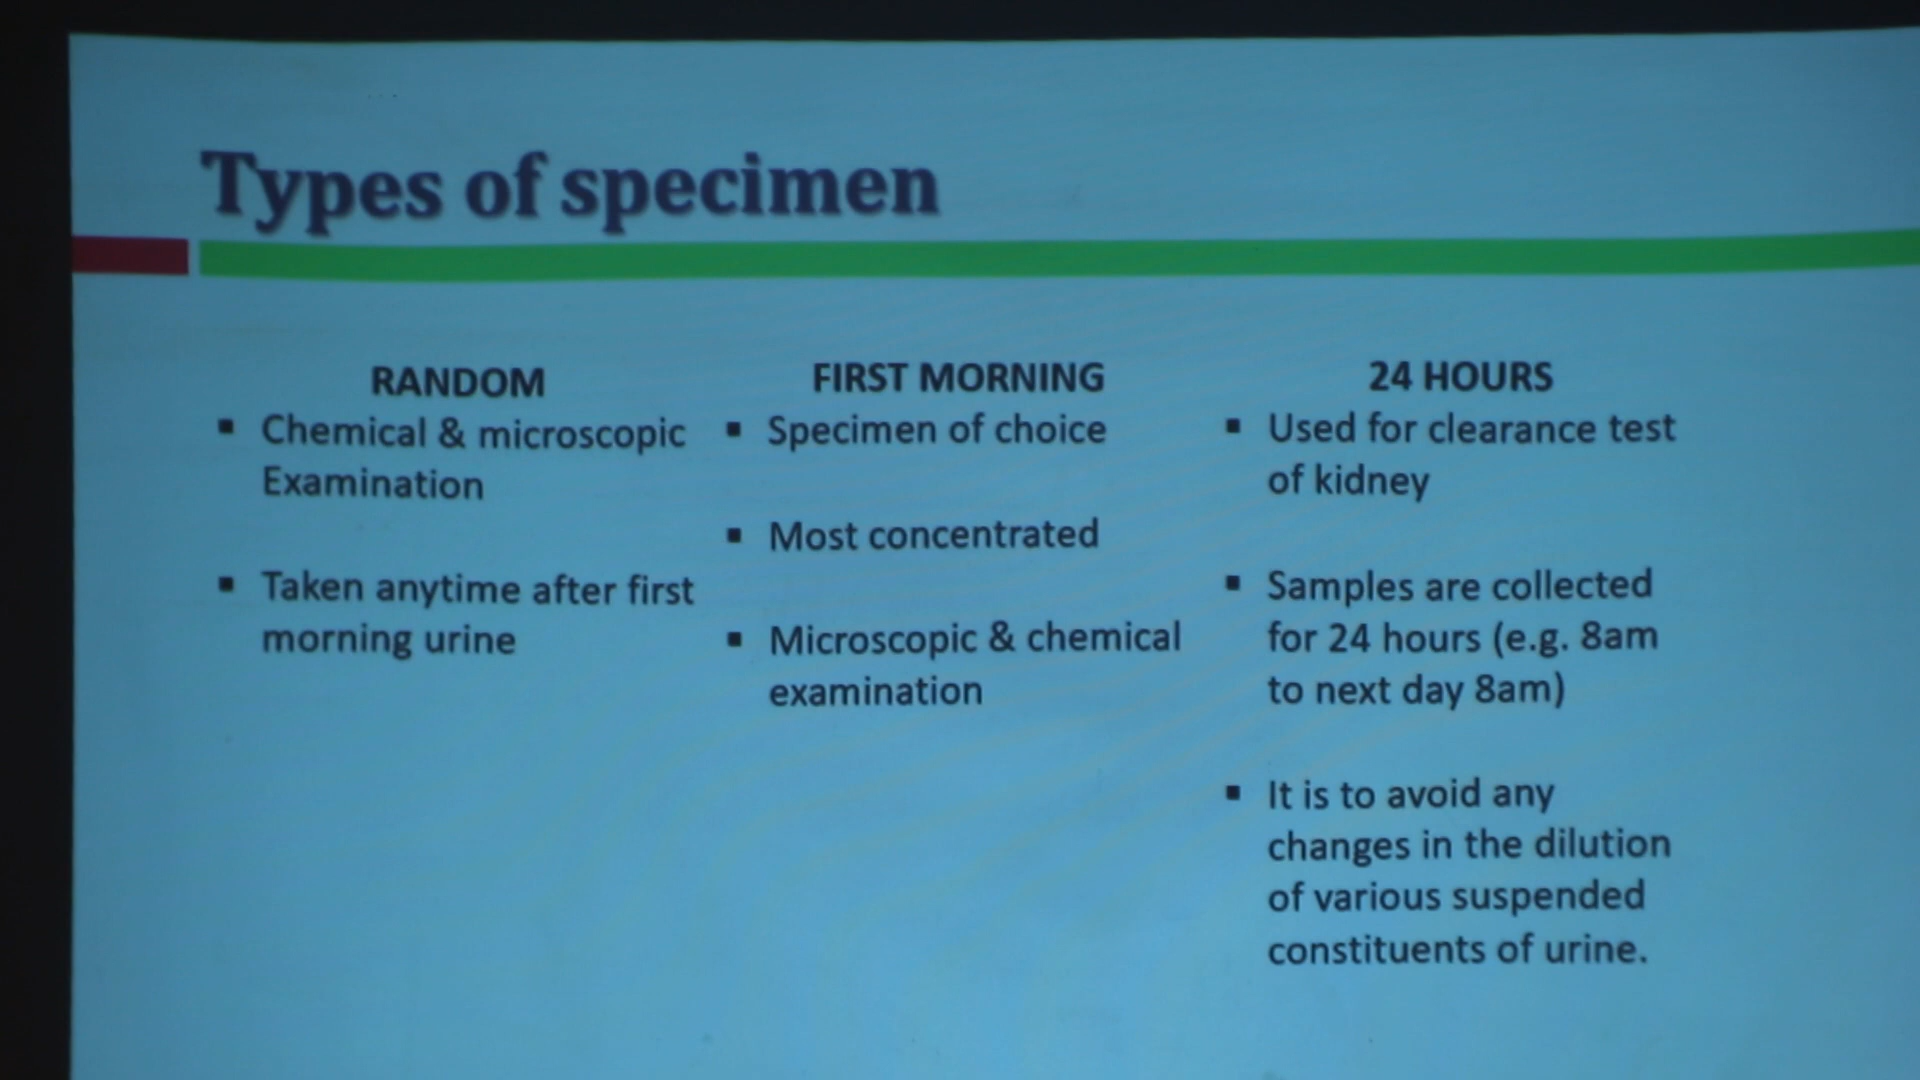 Types of specimen
RANDOM
▪ Chemical & microscopic
Examination
▪ Taken anytime after first
morning urine
FIRST MORNING
▪ Specimen of choice
▪ Most concentrated
▪ Microscopic & chemical
examination
24 HOURS
▪ Used for clearance test
of kidney
▪ Samples are collected
for 24 hours (e.g. 8am
to next day 8am)
▪ It is to avoid any
changes in the dilution
of various suspended
constituents of urine.